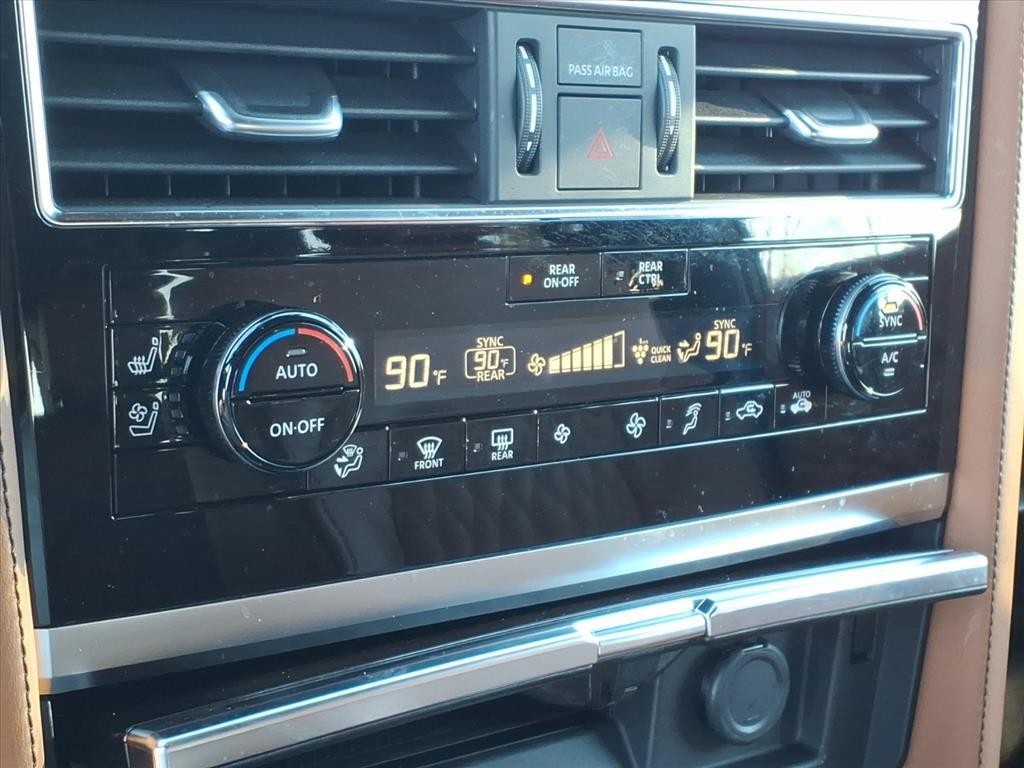 PASS AIR BAG
REAR ON·OFF
REAR CTRL
AUTO
ON·OFF
90°F
SYNC
90°F
REAR
QUICK CLEAN
SYNC
90°F
SYNC
A/C
FRONT
REAR
AUTO